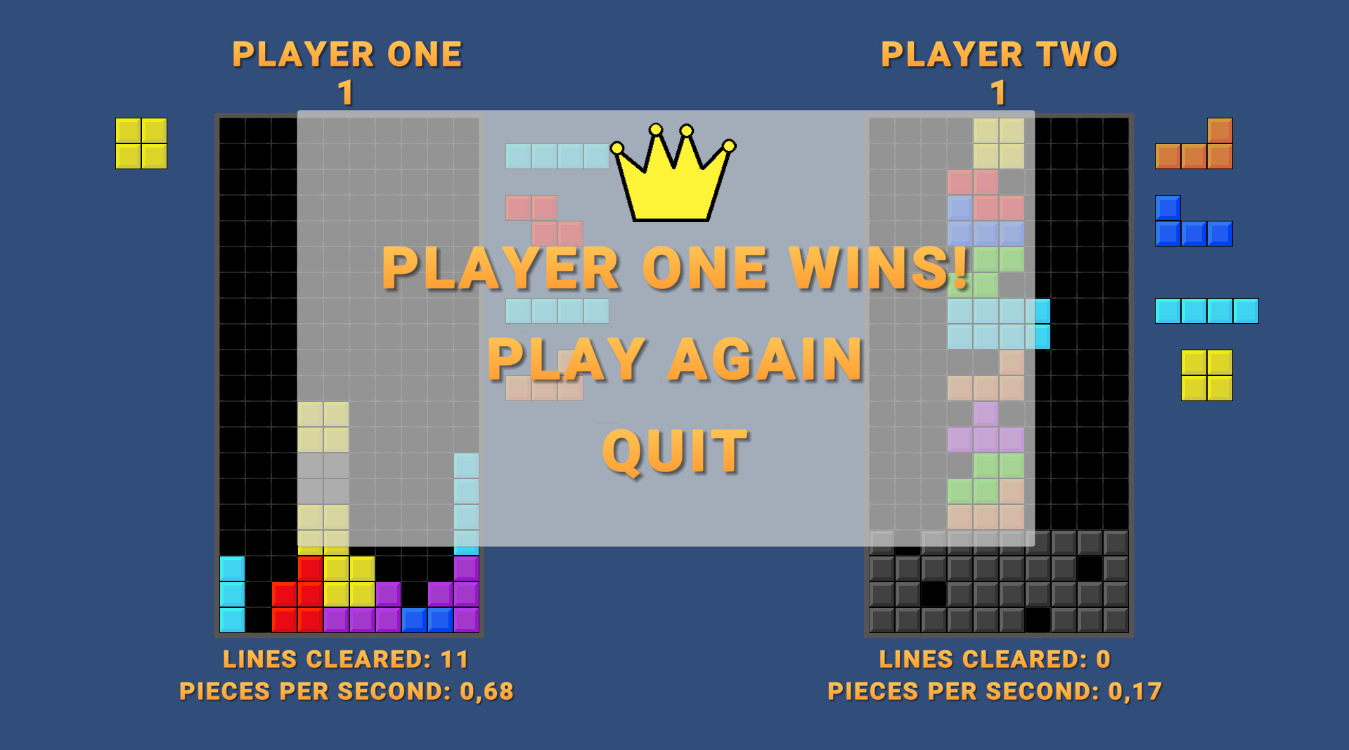 PLAYER ONE
1
PLAYER TWO
1
PLAYER ONE WINS!
PLAY AGAIN
QUIT
LINES CLEARED: 11
PIECES PER SECOND: 0,68
LINES CLEARED: 0
PIECES PER SECOND: 0,17